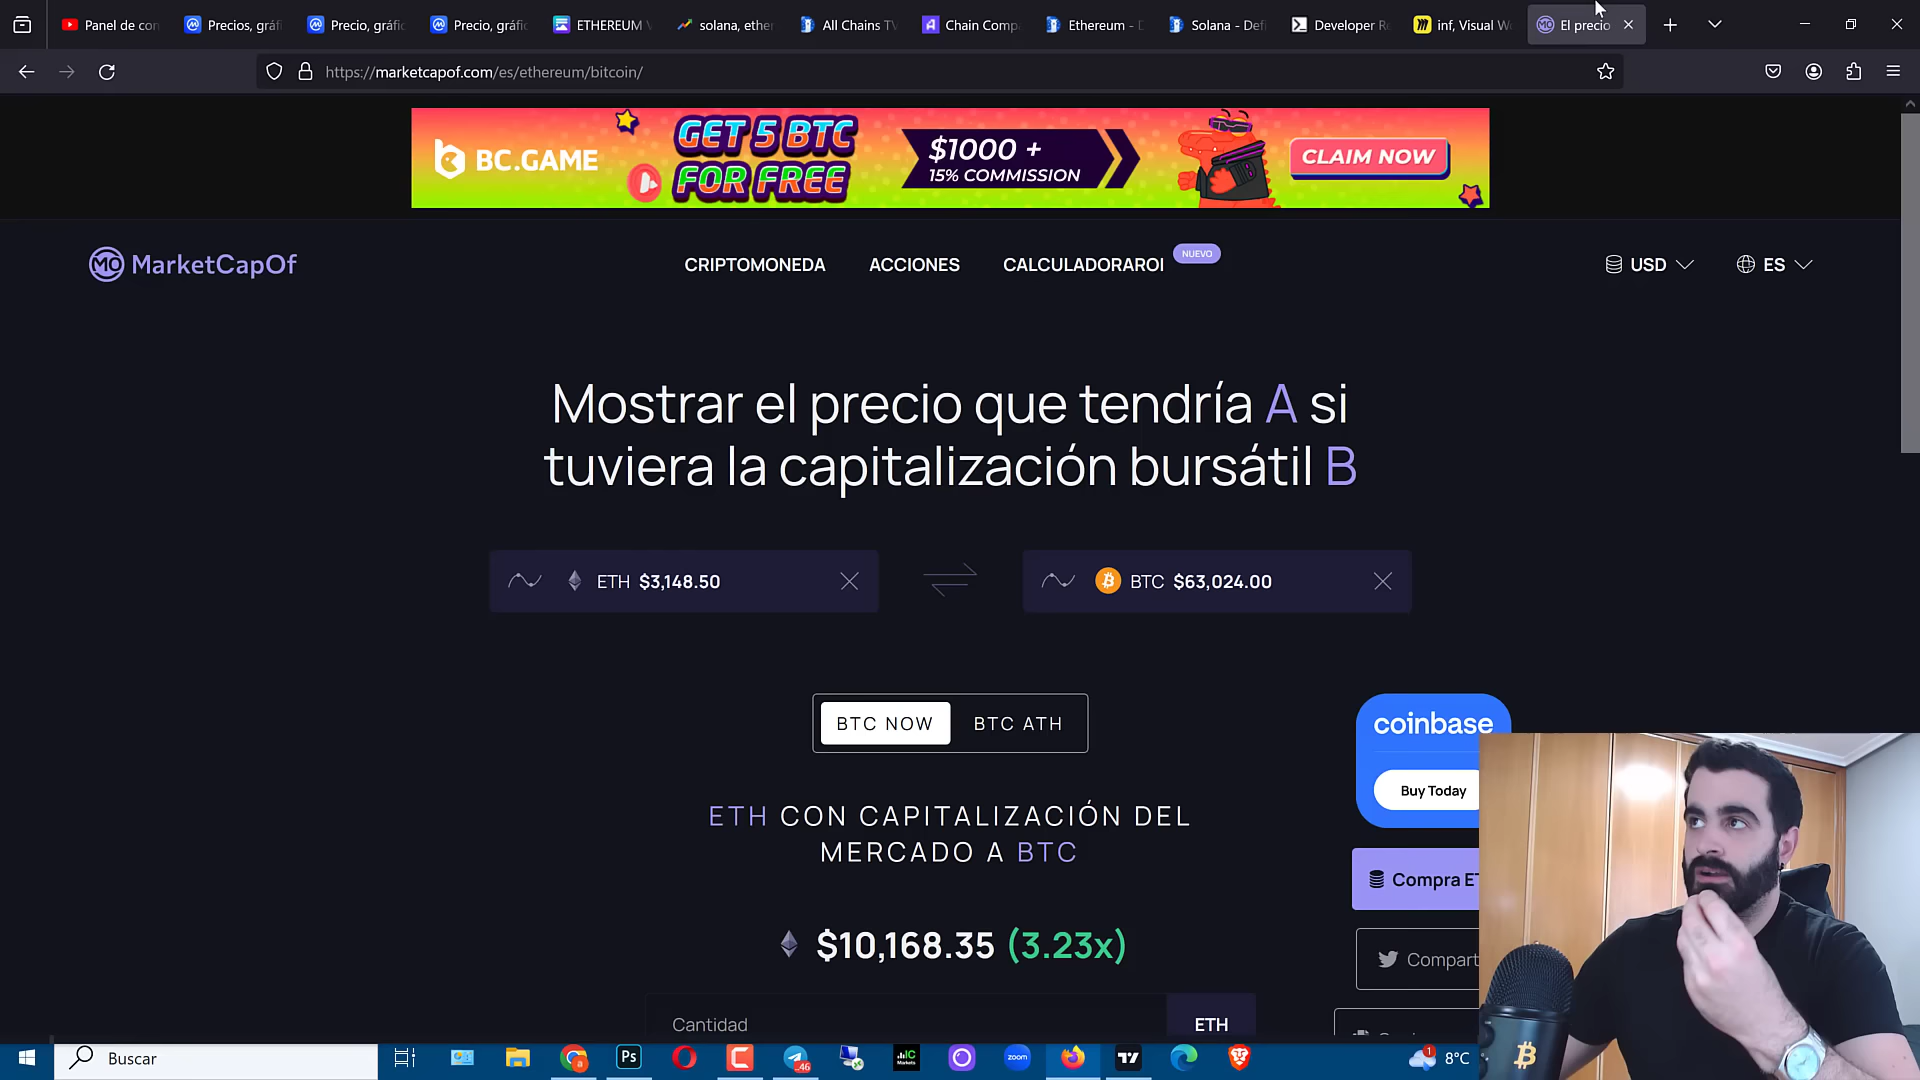 Panel de con
Precios, gráfi
Precio, gráfic
Precio, gráfic
ETHEREUM V
solana, ether
All Chains TV
Chain Comp
Ethereum - D
Solana - Defi
Developer Re
inf, Visual W
El precio
https://marketcapof.com/es/ethereum/bitcoin/
BC.GAME
GET 5 BTC
FOR FREE
$1000 +
15% COMMISSION
CLAIM NOW
MarketCapOf
CRIPTOMONEDA
ACCIONES
CALCULADORAROI
NUEVO
USD
ES
Mostrar el precio que tendría A si
tuviera la capitalización bursátil B
ETH $3,148.50
BTC $63,024.00
BTC NOW
BTC ATH
coinbase
Buy Today
ETH CON CAPITALIZACIÓN DEL
MERCADO A BTC
Compra ET
$10,168.35 (3.23x)
Compart
Cantidad
ETH
Buscar
8°C